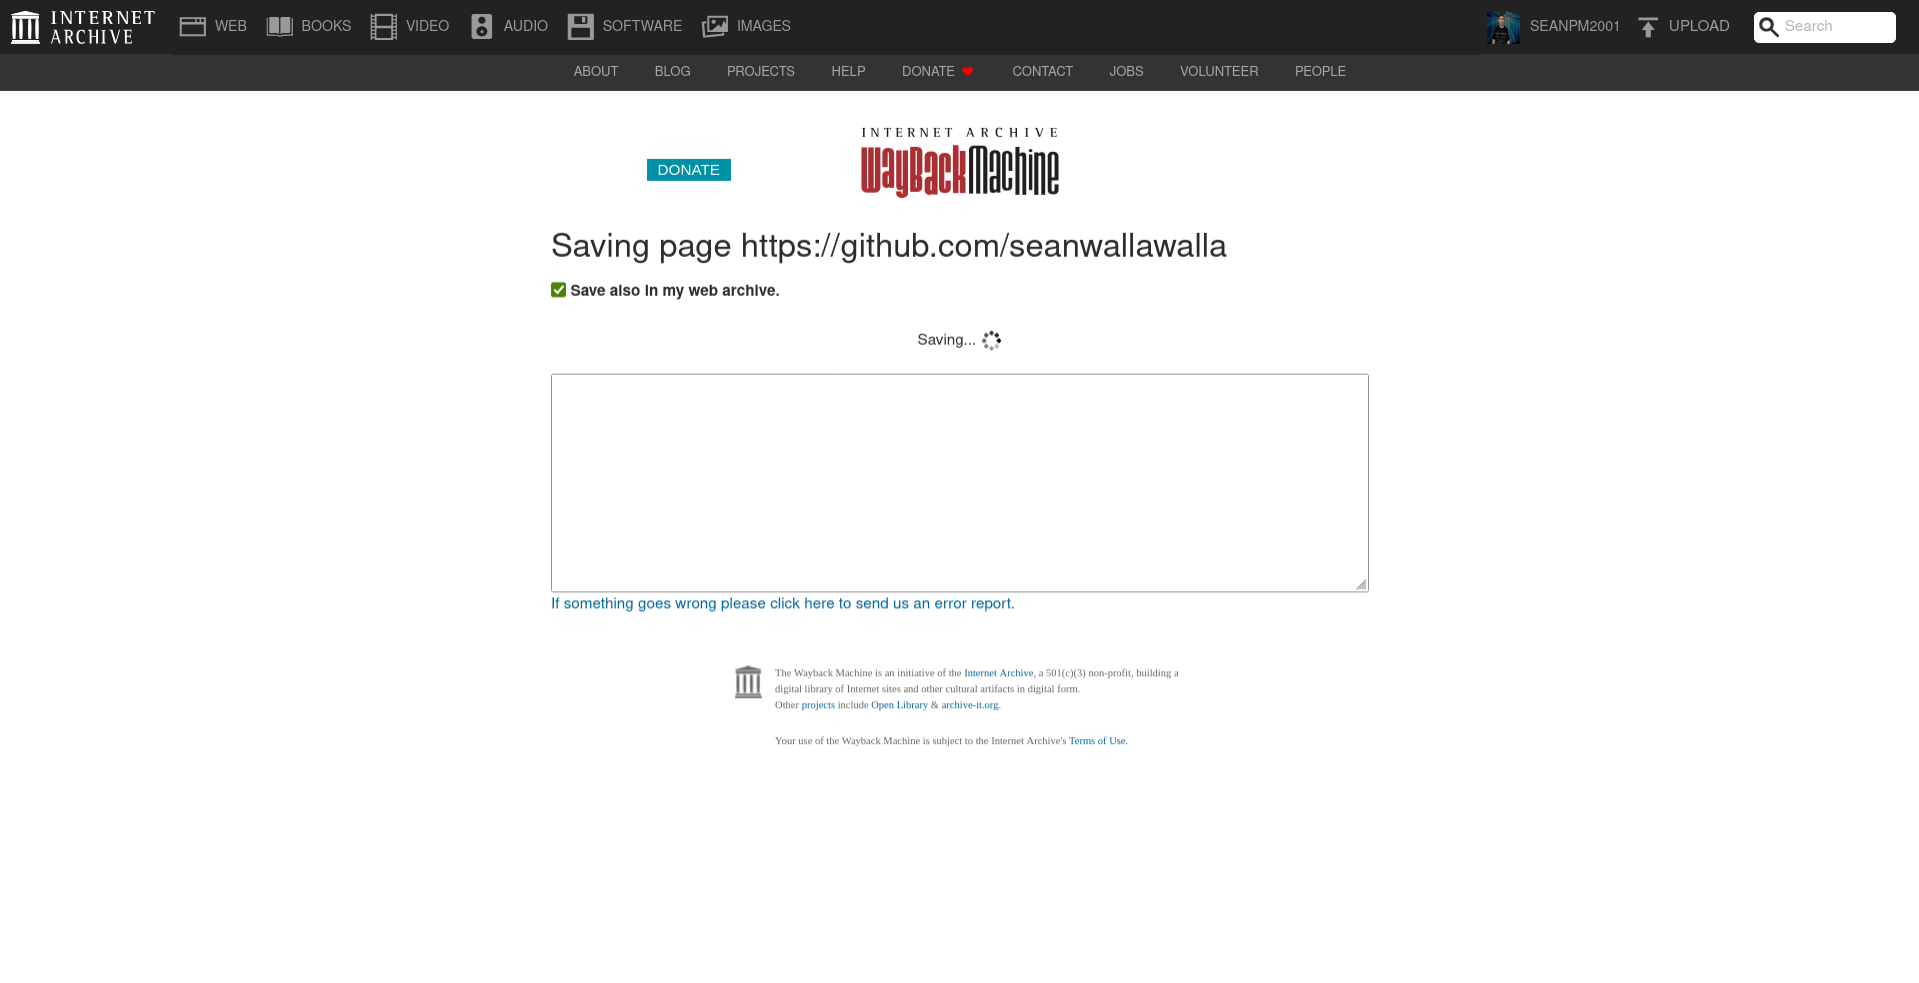 INTERNET ARCHIVE
WEB BOOKS VIDEO AUDIO SOFTWARE IMAGES SEANPM2001 UPLOAD Search
ABOUT BLOG PROJECTS HELP DONATE CONTACT JOBS VOLUNTEER PEOPLE
INTERNET ARCHIVE
DONATE
WayBackMachine
Saving page https://github.com/seanwallawalla
Save also in my web archive.
Saving...
If something goes wrong please click here to send us an error report.
The Wayback Machine is an initiative of the Internet Archive, a 501(c)(3) non-profit, building a
digital library of Internet sites and other cultural artifacts in digital form.
Other projects include Open Library & archive-it.org.
Your use of the Wayback Machine is subject to the Internet Archive's Terms of Use.